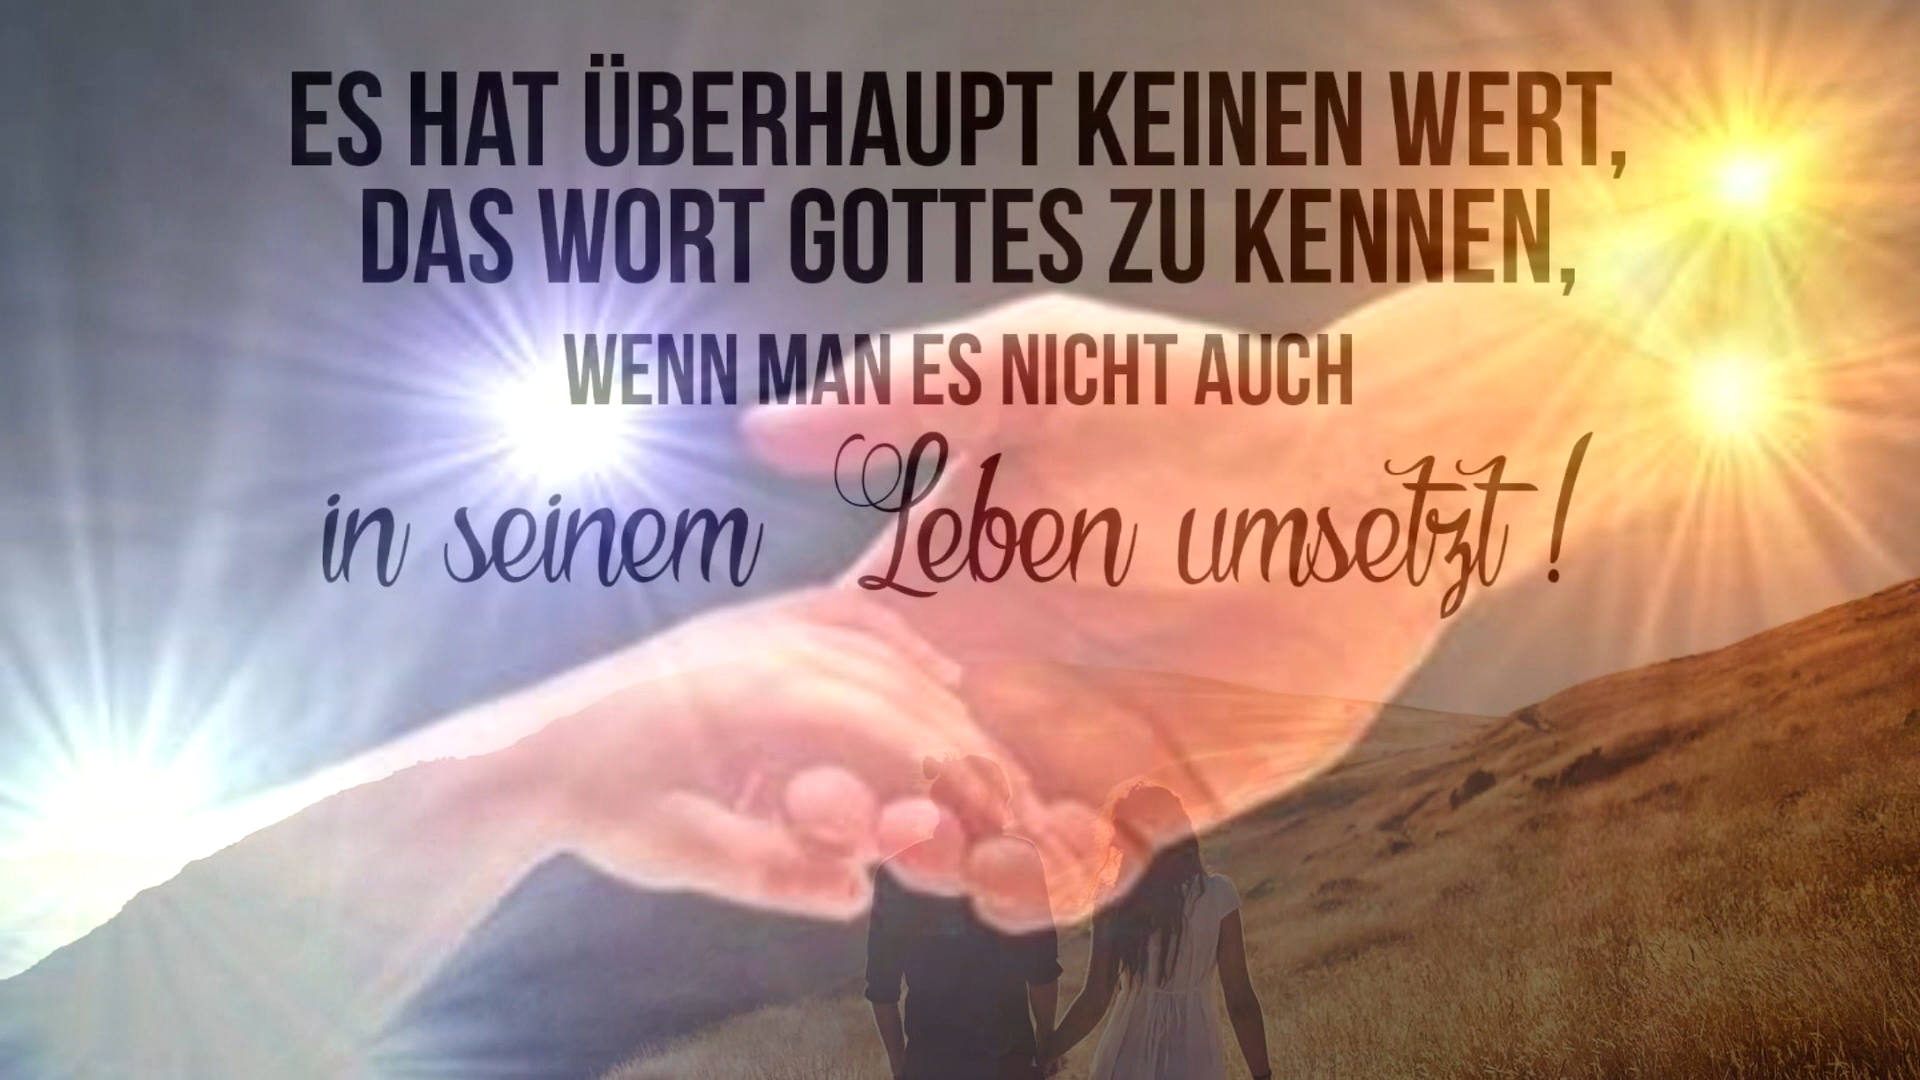 ES HAT ÜBERHAUPT KEINEN WERT,
DAS WORT GOTTES ZU KENNEN,
WENN MAN ES NICHT AUCH
in seinem Leben umsetzt!